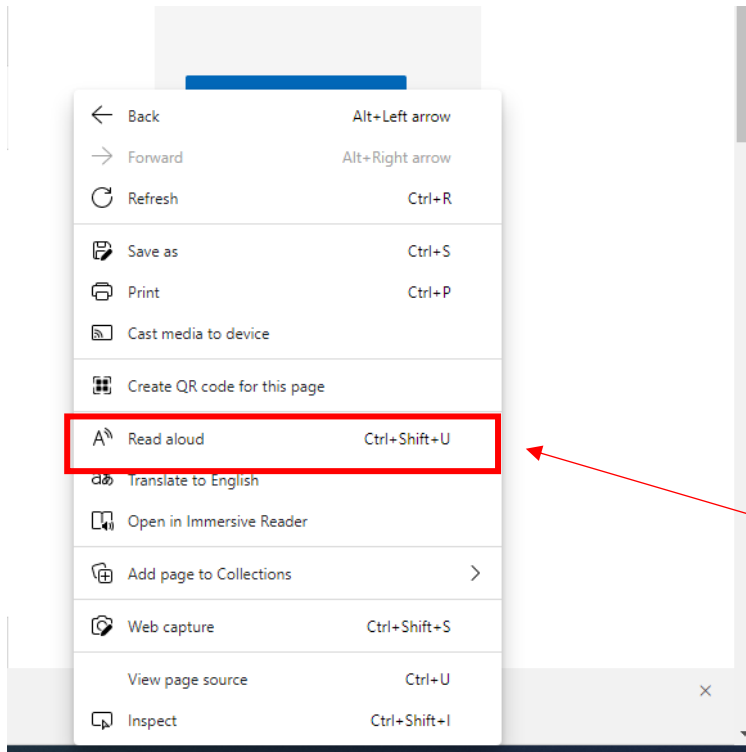 Back Alt+Left arrow
Forward Alt+Right arrow
Refresh Ctrl+R
Save as Ctrl+S
Print Ctrl+P
Cast media to device
Create QR code for this page
Read aloud Ctrl+Shift+U
Translate to English
Open in Immersive Reader
Add page to Collections
Web capture Ctrl+Shift+S
View page source Ctrl+U
Inspect Ctrl+Shift+I